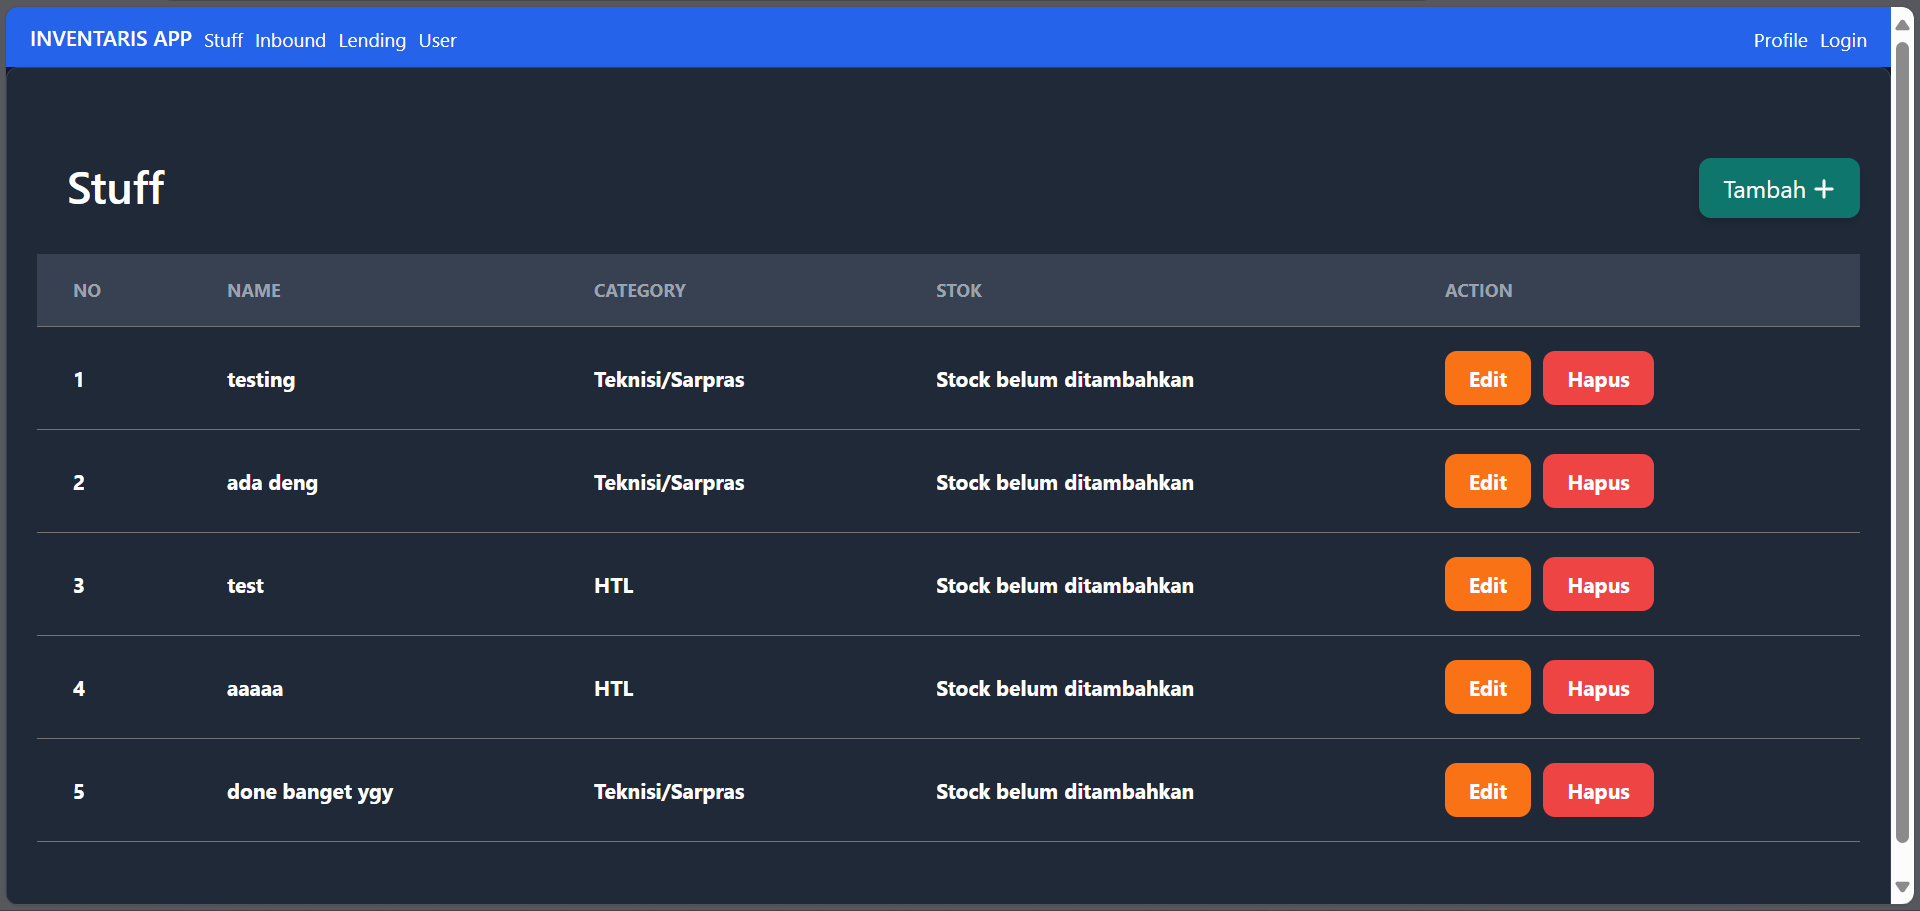 INVENTARIS APP Stuff Inbound Lending User Profile Login
Stuff Tambah +
NO NAME CATEGORY STOK ACTION
1 testing Teknisi/Sarpras Stock belum ditambahkan Edit Hapus
2 ada deng Teknisi/Sarpras Stock belum ditambahkan Edit Hapus
3 test HTL Stock belum ditambahkan Edit Hapus
4 aaaaa HTL Stock belum ditambahkan Edit Hapus
5 done banget ygy Teknisi/Sarpras Stock belum ditambahkan Edit Hapus